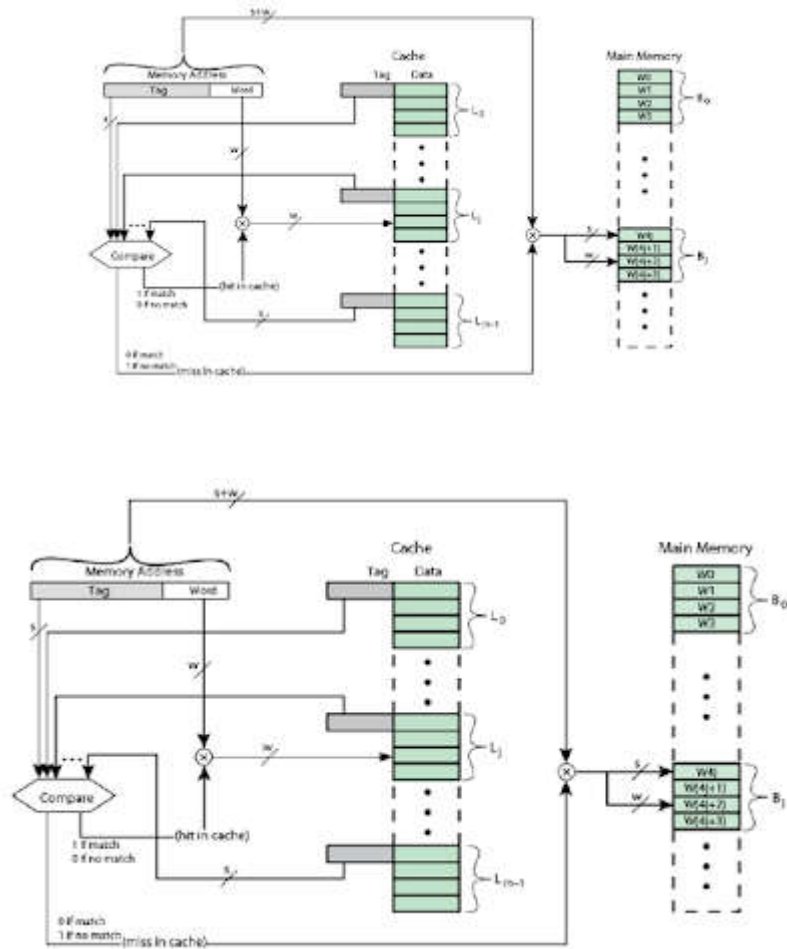 s+w
Cache
Memory Address
Tag Data
Main Memory
Tag Word
s
L0
W0
W1
W2
W3
B0
w
w
Lj
s
w
W4j
W(4j+1)
W(4j+2)
W(4j+3)
Bj
Compare
1 if match
0 if no match
(hit in cache)
s
Lm–1
0 if match
1 if no match
(miss in cache)
s+w
Cache
Main Memory
Memory Address
Tag Data
Tag Word
s
L0
W0
W1
W2
W3
B0
w
w
Lj
s
w
W4j
W(4j+1)
W(4j+2)
W(4j+3)
Bj
Compare
1 if match
0 if no match
(hit in cache)
s
Lm–1
0 if match
1 if no match
(miss in cache)